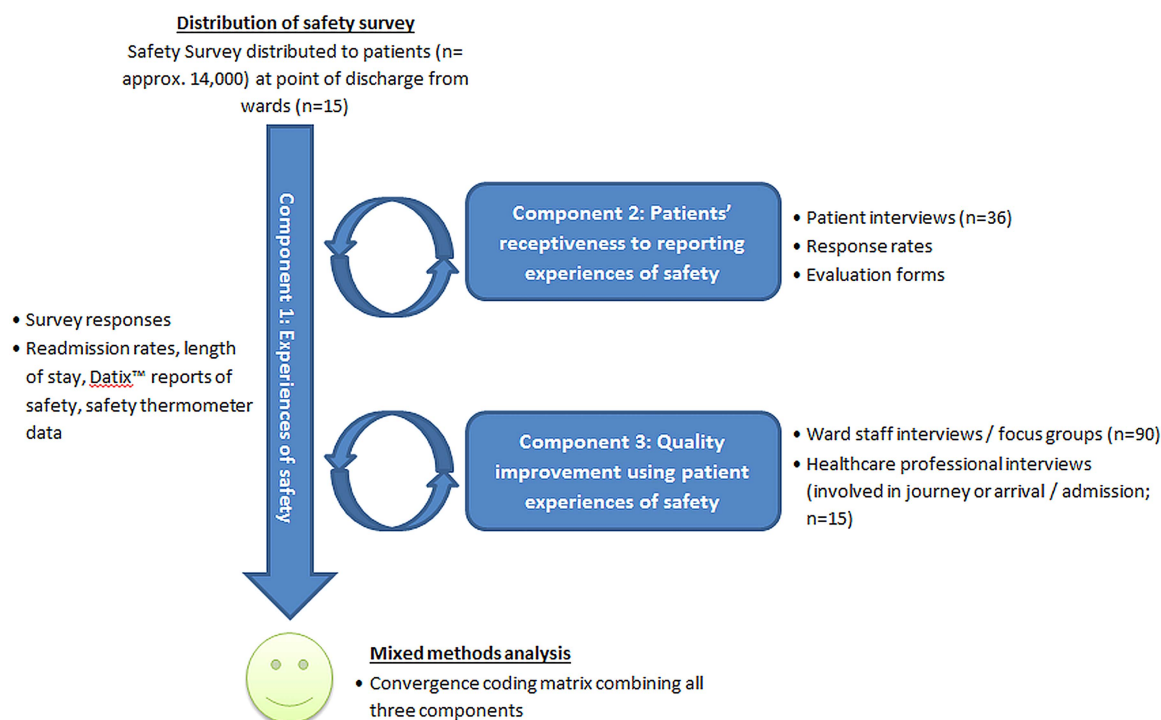 Distribution of safety survey
Safety Survey distributed to patients (n=
approx. 14,000) at point of discharge from
wards (n=15)
Component 1: Experiences of safety
• Survey responses
• Readmission rates, length
of stay, Datix™ reports of
safety, safety thermometer
data
Component 2: Patients’
receptiveness to reporting
experiences of safety
• Patient interviews (n=36)
• Response rates
• Evaluation forms
Component 3: Quality
improvement using patient
experiences of safety
• Ward staff interviews / focus groups (n=90)
• Healthcare professional interviews
(involved in journey or arrival / admission;
n=15)
Mixed methods analysis
• Convergence coding matrix combining all
three components